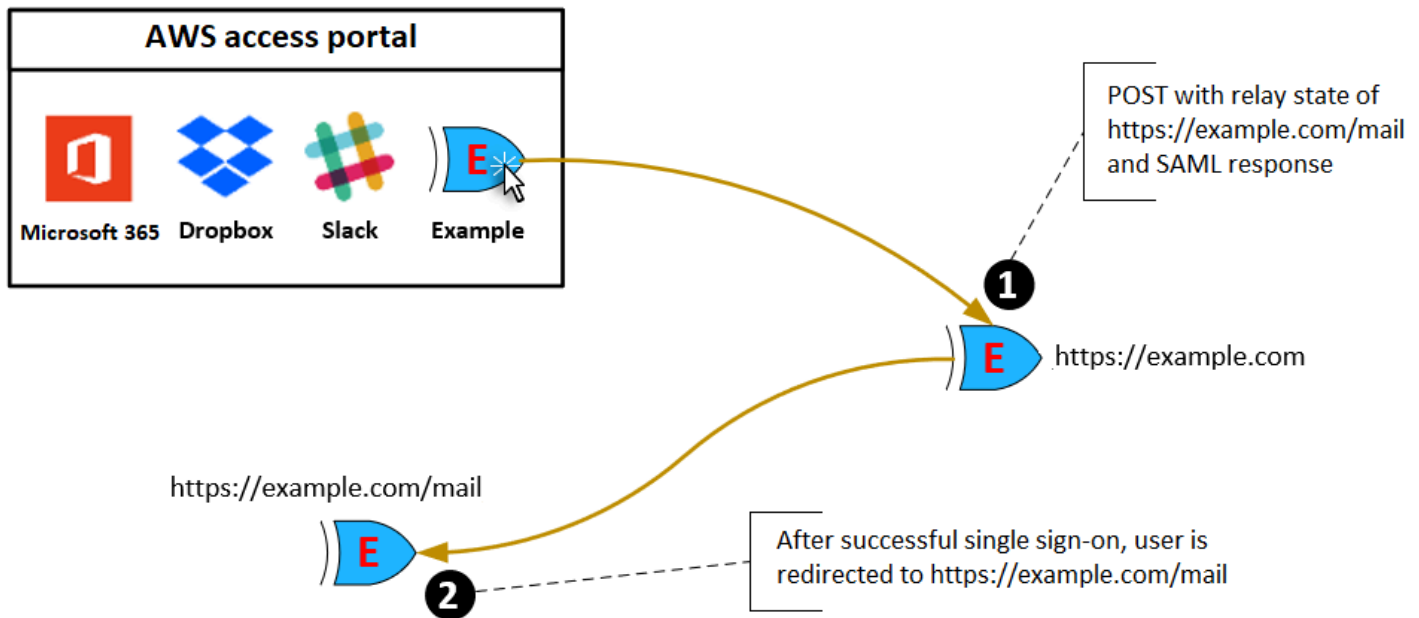 AWS access portal
E
Microsoft 365
Dropbox
Slack
Example
POST with relay state of
https://example.com/mail
and SAML response
1
E
https://example.com
https://example.com/mail
E
2
After successful single sign-on, user is
redirected to https://example.com/mail